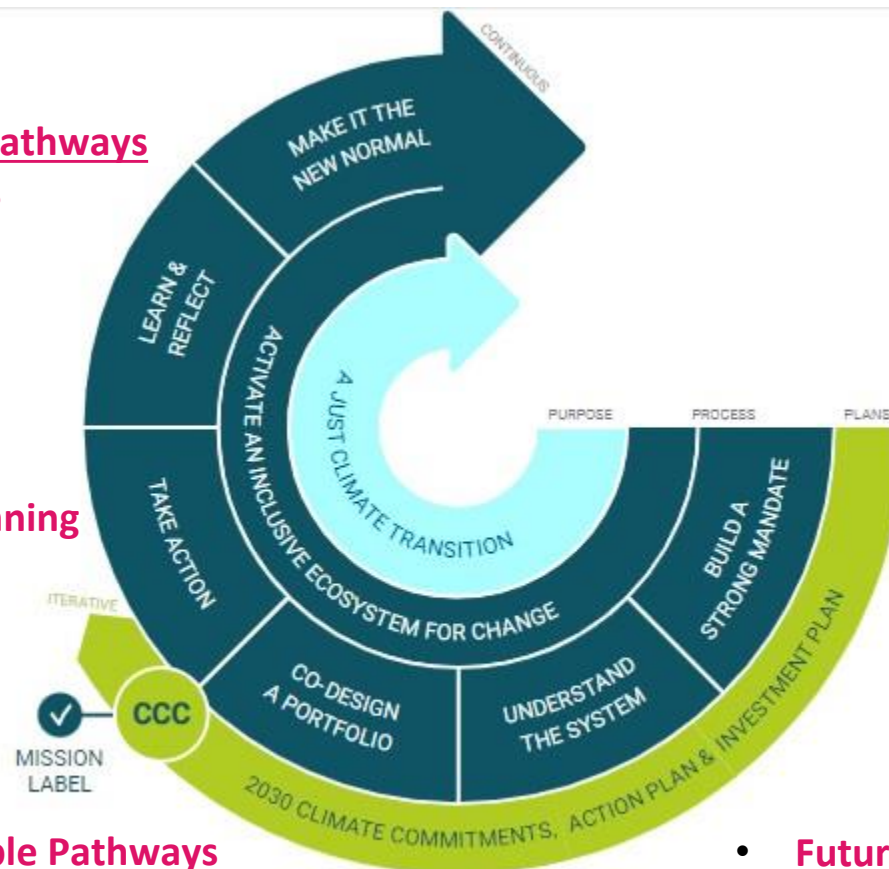 CONTINUOUS
MAKE IT THE
NEW NORMAL
athways
LEARN &
REFLECT
ACTIVATE AN INCLUSIVE ECOSYSTEM FOR CHANGE
A JUST CLIMATE TRANSITION
PURPOSE
PROCESS
PLANS
BUILD A
STRONG MANDATE
nning
TAKE ACTION
ITERATIVE
CO-DESIGN
A PORTFOLIO
UNDERSTAND
THE SYSTEM
CCC
MISSION
LABEL
2030 CLIMATE COMMITMENTS, ACTION PLAN & INVESTMENT PLAN
ble Pathways
• Futur